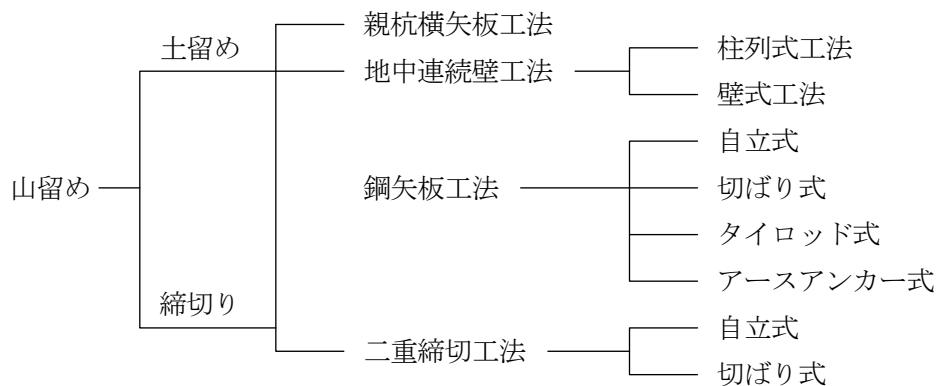 親杭横矢板工法
土留め
柱列式工法
地中連続壁工法
壁式工法
自立式
山留め
鋼矢板工法
切ばり式
タイロッド式
アースアンカー式
締切り
自立式
二重締切工法
切ばり式